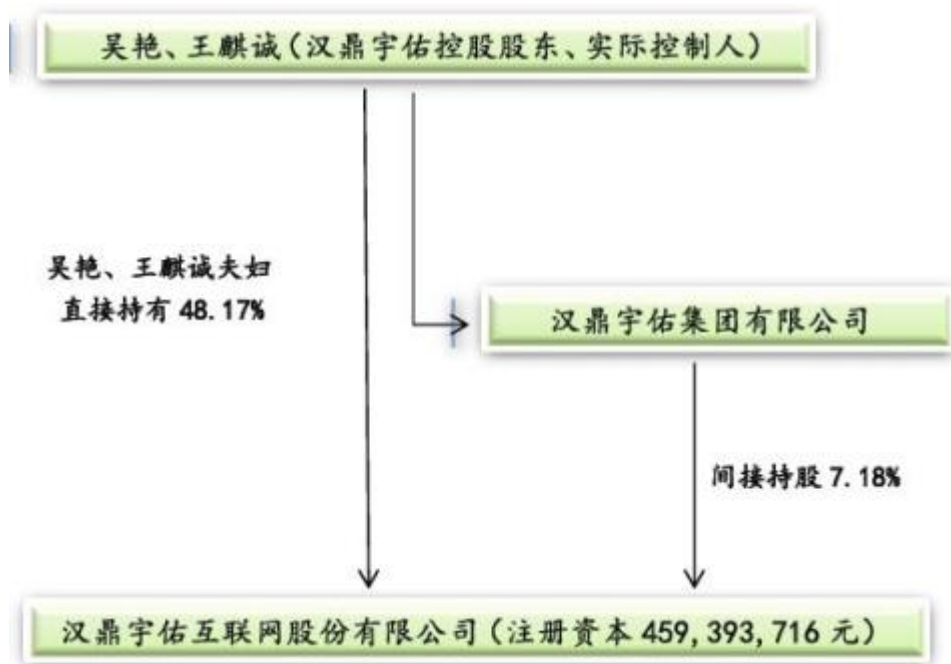 吴艳、王麒诚(汉鼎宇佑控股股东、实际控制人)
吴艳、王麒诚夫妇
直接持有 48.17%
汉鼎宇佑集团有限公司
间接持股 7.18%
汉鼎宇佑互联网股份有限公司(注册资本 459,393,716 元)